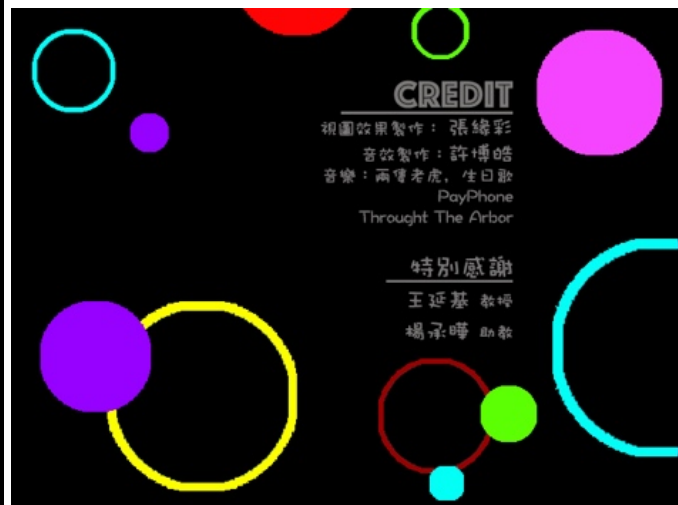 CREDIT
視圖效果製作：張緣彩
音效製作：許博皓
音樂：兩隻老虎, 生日歌
PayPhone
Throught The Arbor
特別感謝
王延基 教授
楊承曄 助教